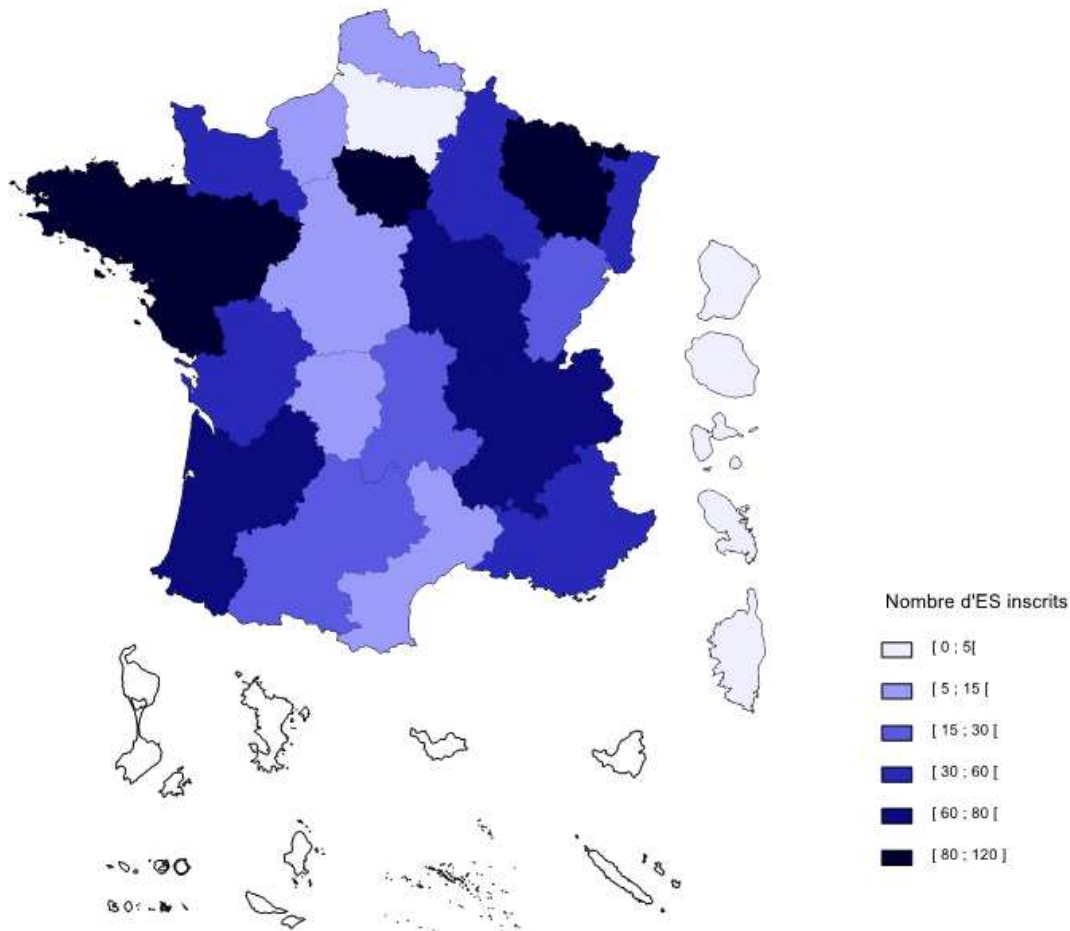 Nombre d'ES inscrits
[ 0 ; 5[
[ 5 ; 15 [
[ 15 ; 30 [
[ 30 ; 60 [
[ 60 ; 80 [
[ 80 ; 120 ]